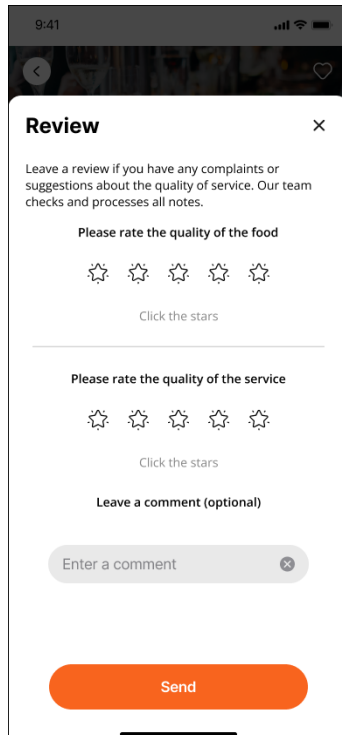 9:41
Review
Leave a review if you have any complaints or
suggestions about the quality of service. Our team
checks and processes all notes.
Please rate the quality of the food
Click the stars
Please rate the quality of the service
Click the stars
Leave a comment (optional)
Enter a comment
Send